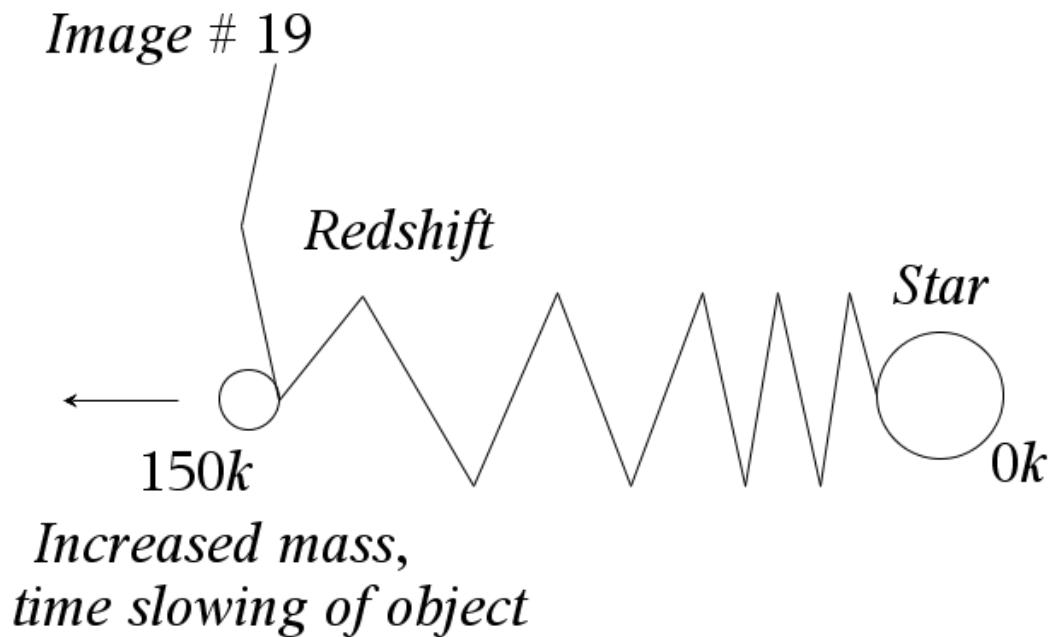 Image # 19
Redshift
Star
150k
0k
Increased mass,
time slowing of object